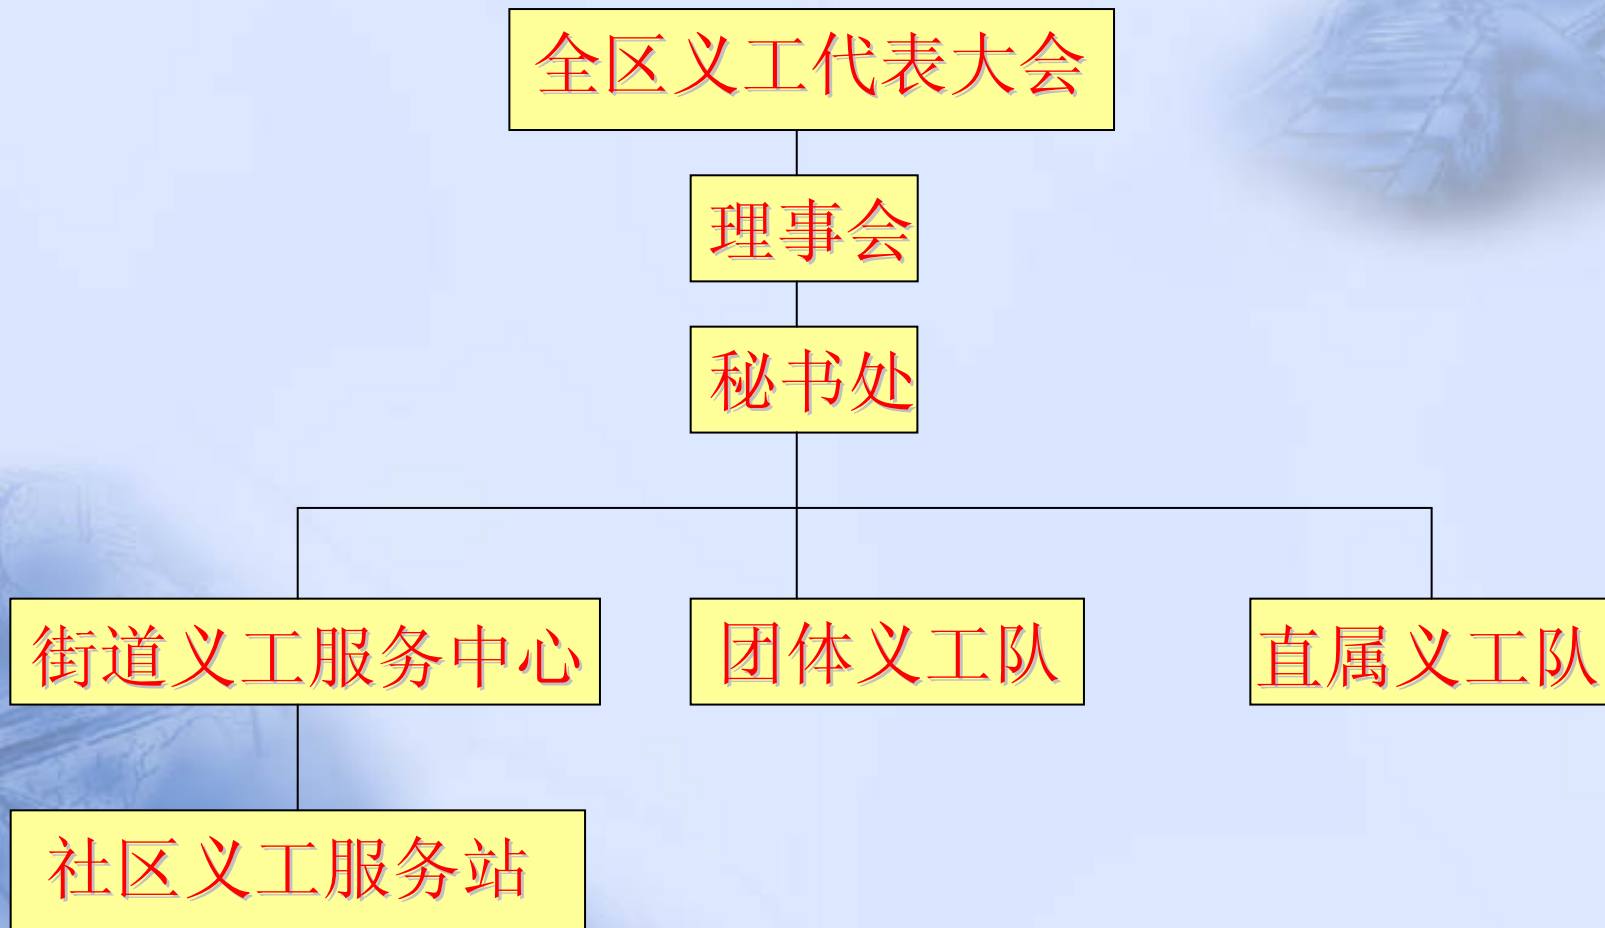 全区义工代表大会
理事会
秘书处
街道义工服务中心
团体义工队
直属义工队
社区义工服务站